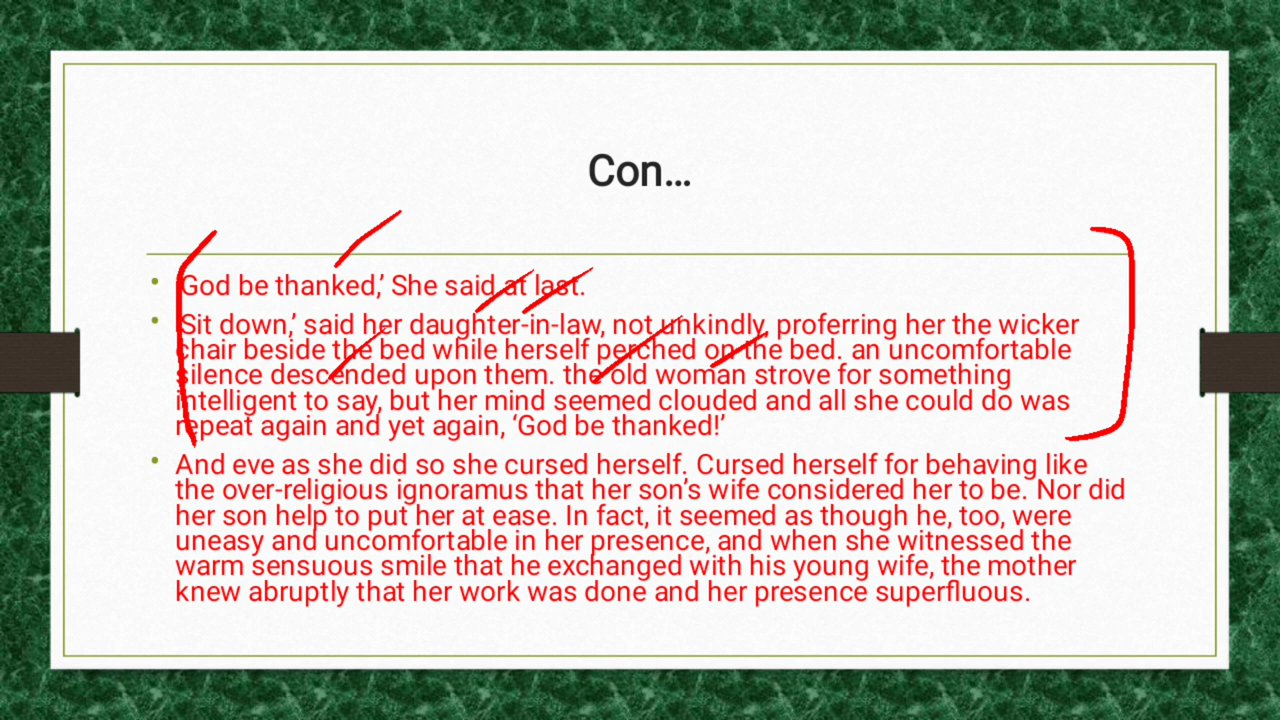 Con...
• 'God be thanked,' She said at last.
• 'Sit down,' said her daughter-in-law, not unkindly, proferring her the wicker
chair beside the bed while herself perched on the bed. an uncomfortable
silence descended upon them. the old woman strove for something
intelligent to say, but her mind seemed clouded and all she could do was
repeat again and yet again, ‘God be thanked!’
• And eve as she did so she cursed herself. Cursed herself for behaving like
the over-religious ignoramus that her son’s wife considered her to be. Nor did
her son help to put her at ease. In fact, it seemed as though he, too, were
uneasy and uncomfortable in her presence, and when she witnessed the
warm sensuous smile that he exchanged with his young wife, the mother
knew abruptly that her work was done and her presence superfluous.